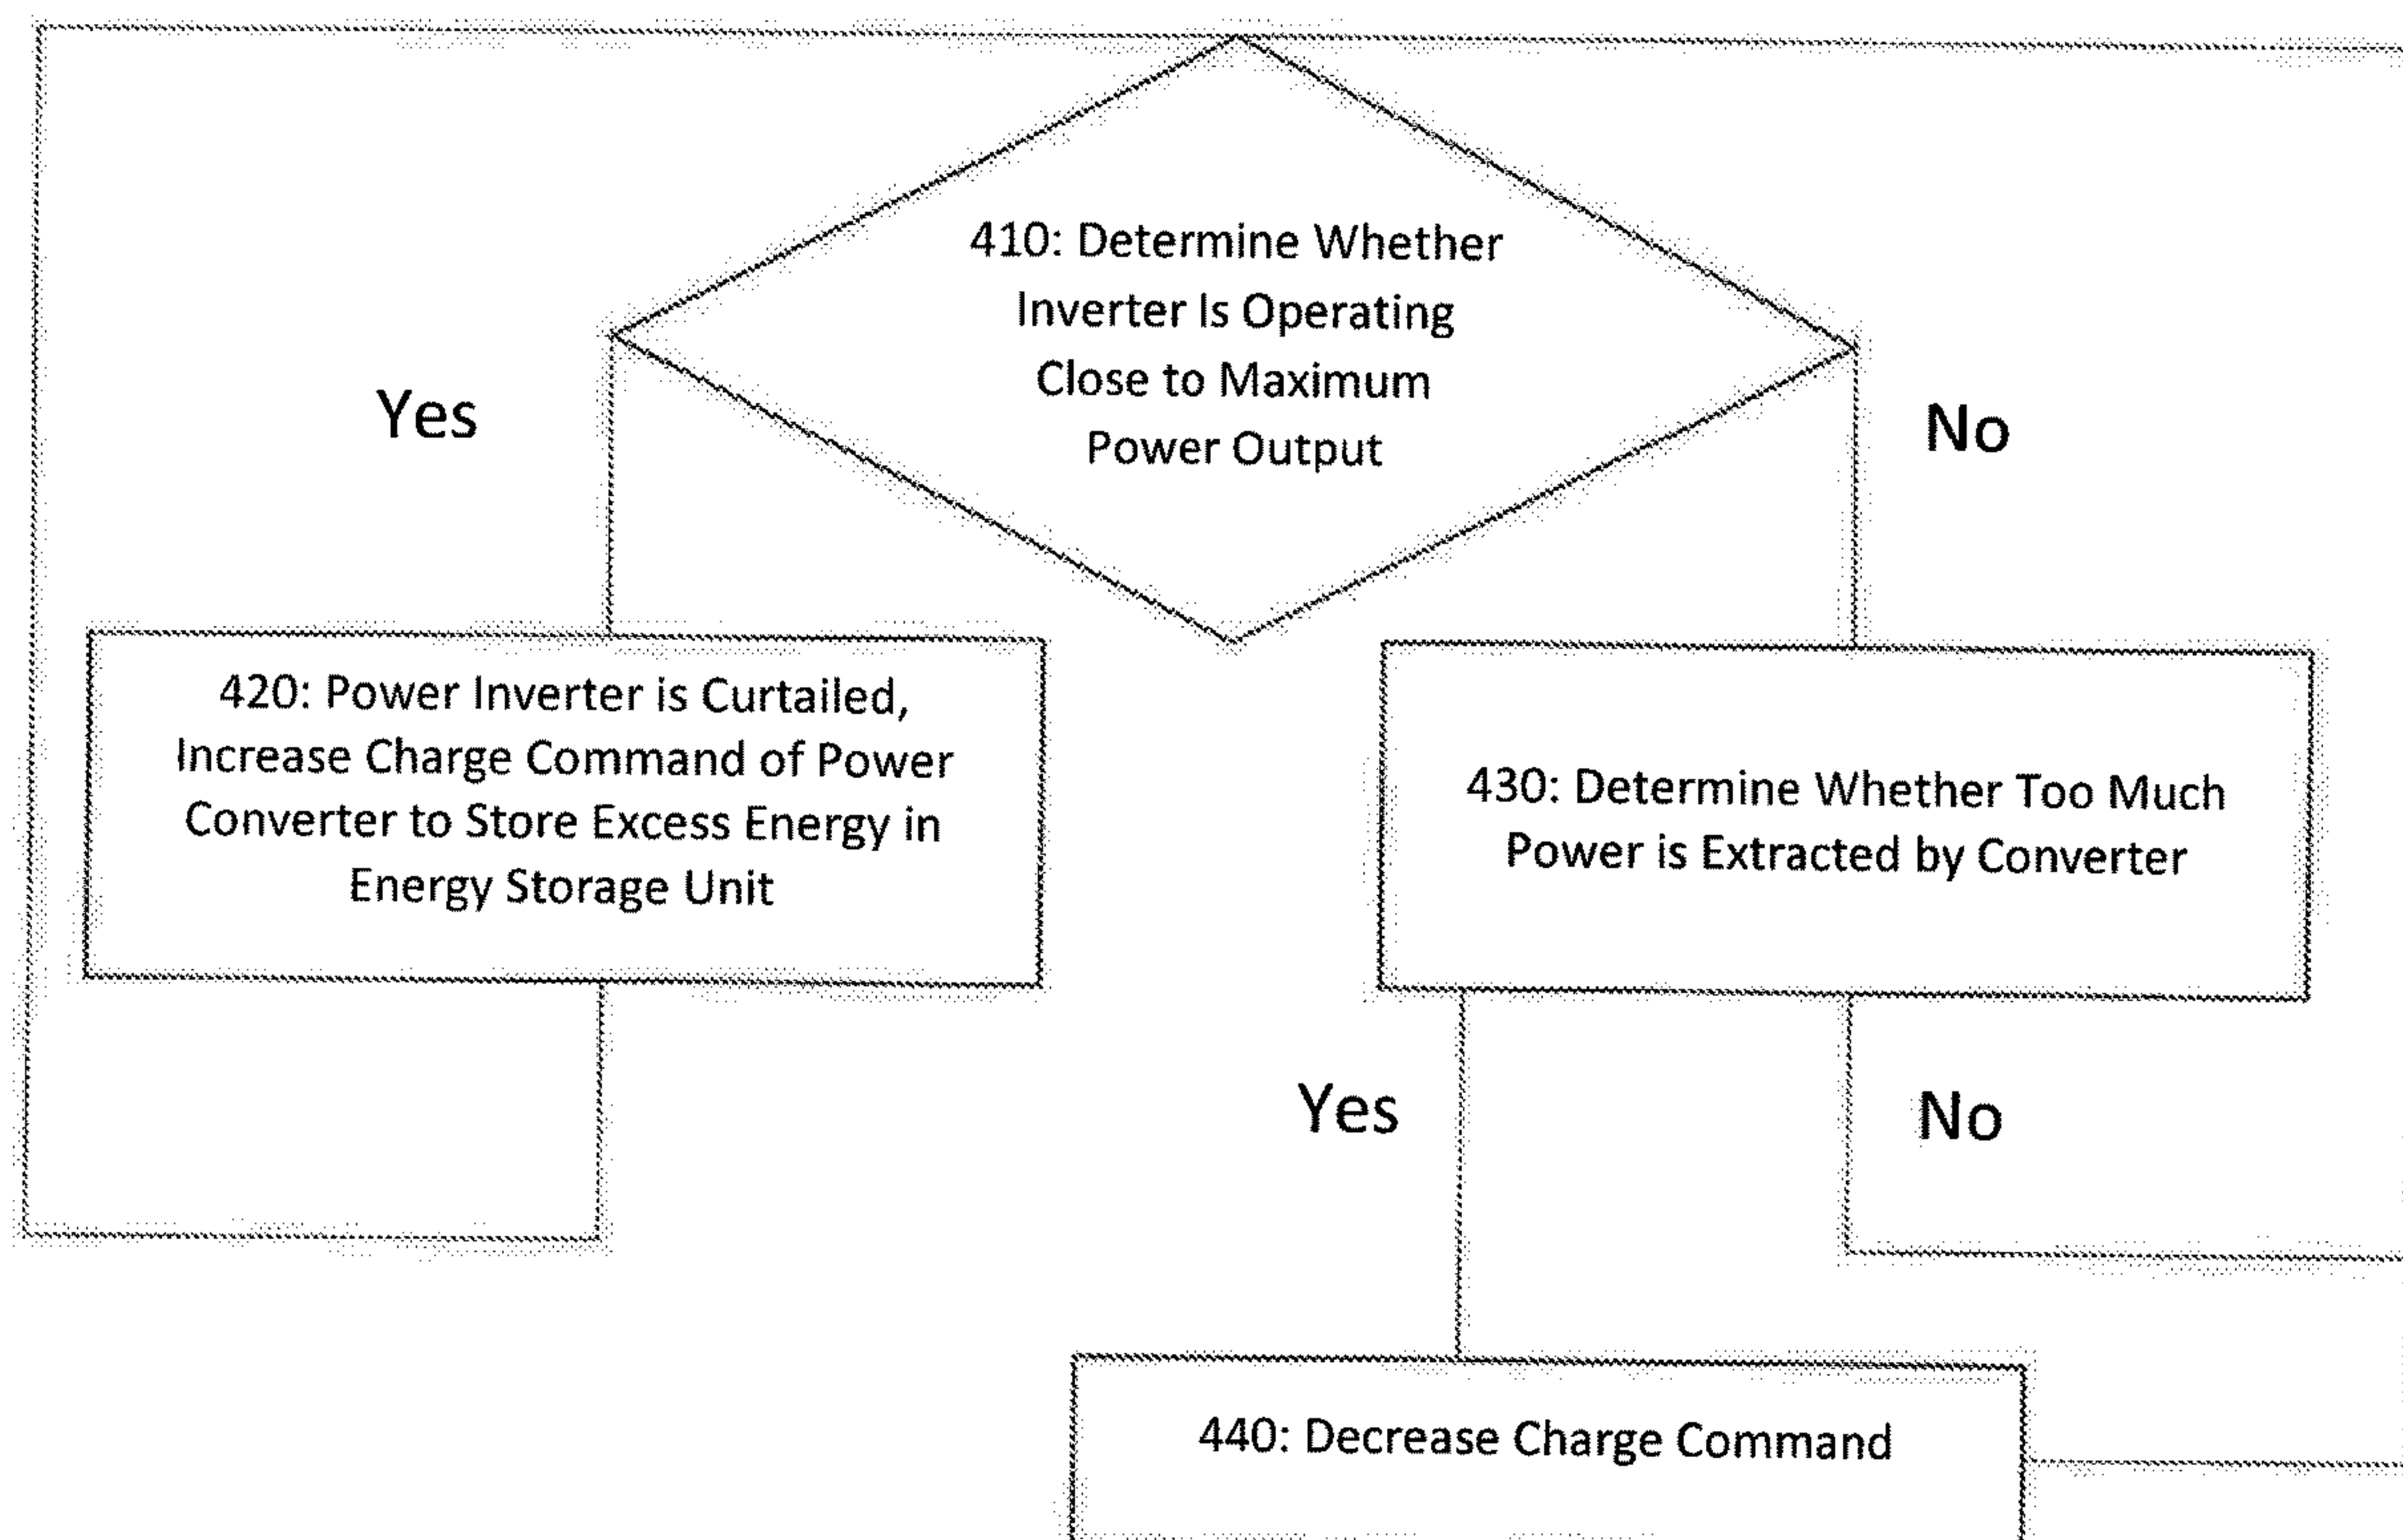 410: Determine Whether
Inverter Is Operating
Close to Maximum
Power Output
Yes
No
420: Power Inverter is Curtailed,
Increase Charge Command of Power
Converter to Store Excess Energy in
Energy Storage Unit
430: Determine Whether Too Much
Power is Extracted by Converter
Yes
No
440: Decrease Charge Command